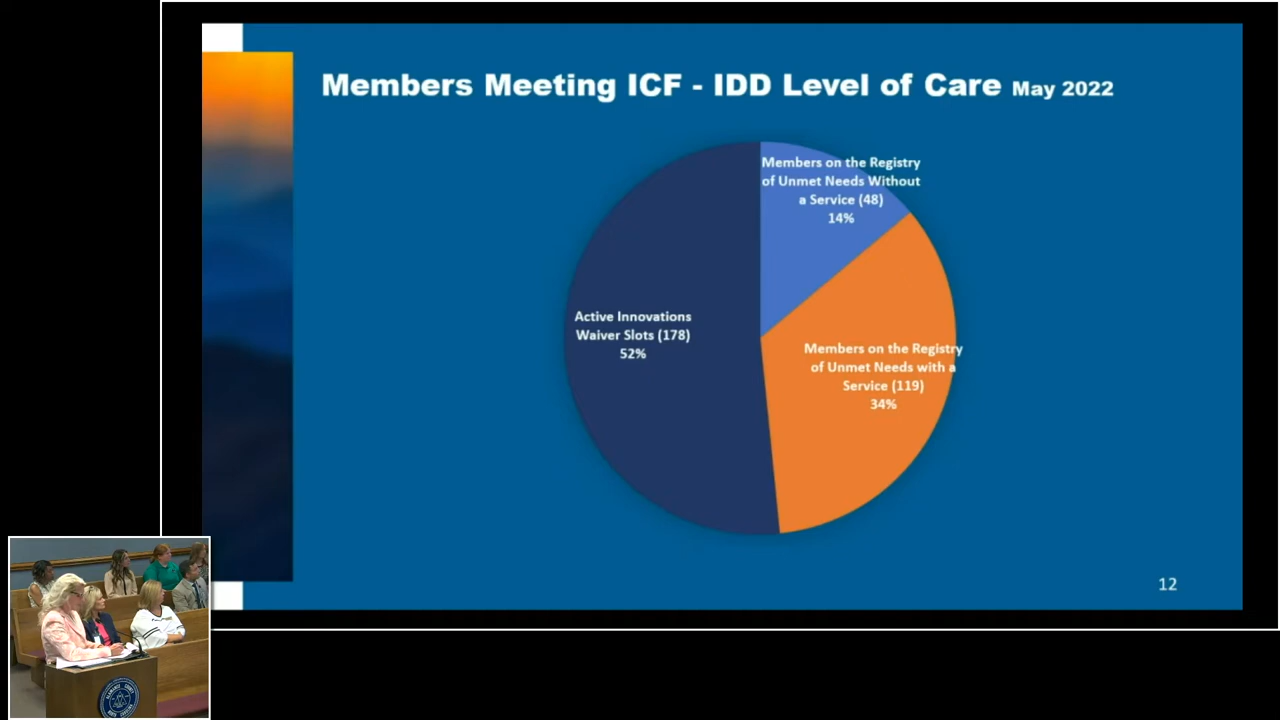 Members Meeting ICF - IDD Level of Care May 2022
Members on the Registry
of Unmet Needs Without
a Service (48)
14%
Active Innovations
Waiver Slots (178)
52%
Members on the Registry
of Unmet Needs with a
Service (119)
34%
12